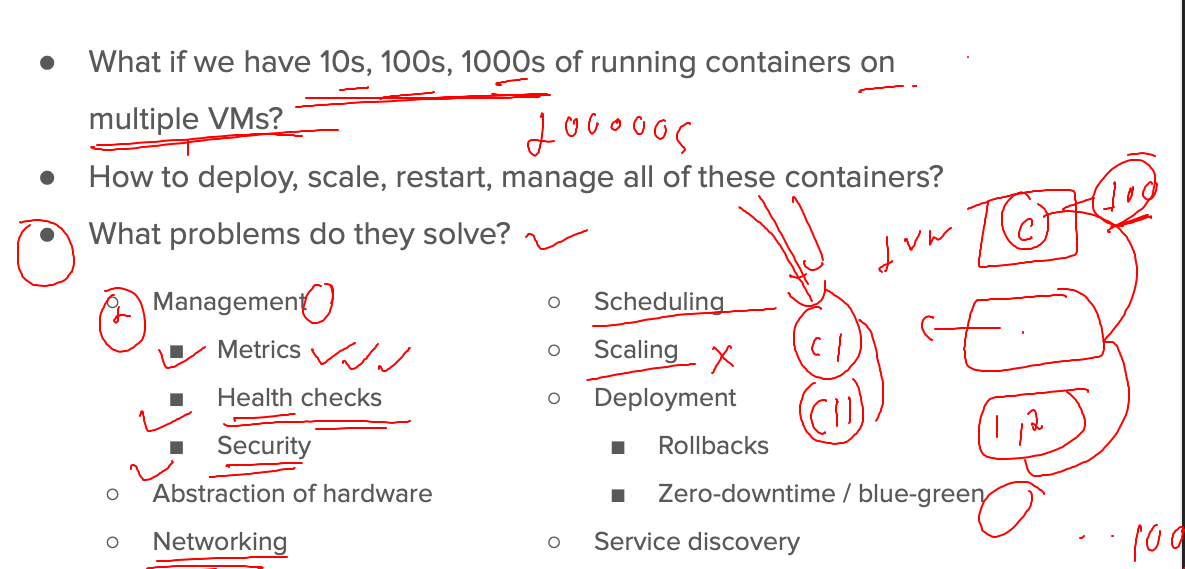 ● What if we have 10s, 100s, 1000s of running containers on
multiple VMs?
1000000s
● How to deploy, scale, restart, manage all of these containers?
100
C
1 VM
● What problems do they solve?
○ Management
■ Metrics
■ Health checks
■ Security
○ Abstraction of hardware
○ Networking
○ Scheduling
○ Scaling X
○ Deployment
■ Rollbacks
■ Zero-downtime / blue-green
○ Service discovery
C1
C11
C
1,2
.. 100